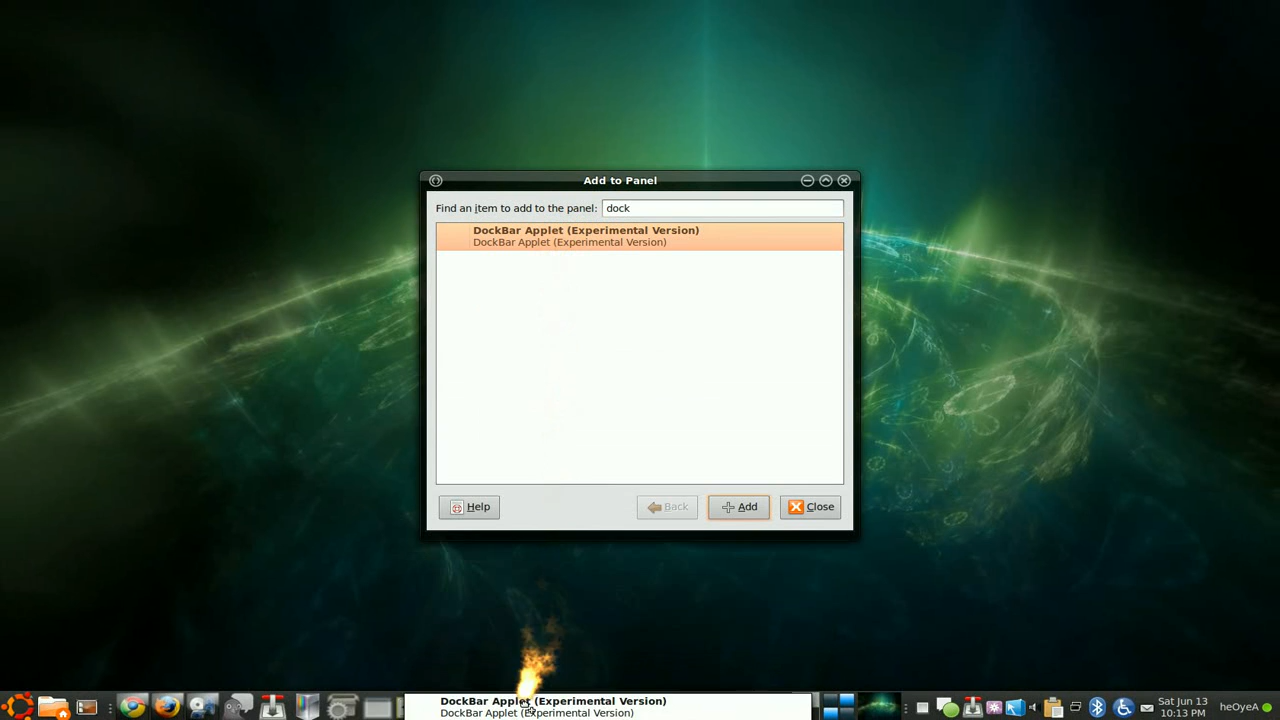 Add to Panel
Find an item to add to the panel: dock
DockBar Applet (Experimental Version)
DockBar Applet (Experimental Version)
Help
Back
Add
Close
DockBar Applet (Experimental Version)
DockBar Applet (Experimental Version)
Sat Jun 13
10:13 PM
heOyeA